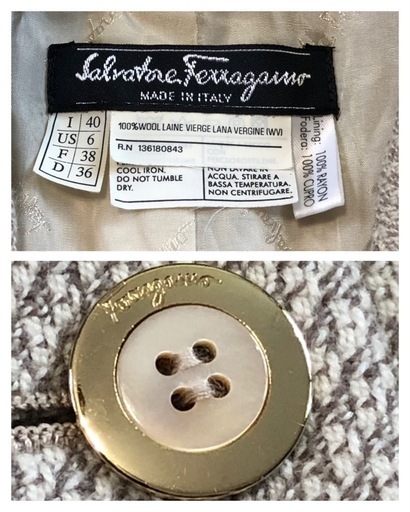 Salvatore Ferragamo
MADE IN ITALY
I 40
US 6
F 38
D 36
100%WOOL LAINE VIERGE LANA VERGINE (WV)
R.N 136180843
COOL IRON.
DO NOT TUMBLE
DRY.
NON LAVARE IN
ACQUA. STIRARE A
BASSA TEMPERATURA.
NON CENTRIFUGARE.
Lining: 100% RAYON
Fodera: 100% CUPRO
Ferragamo